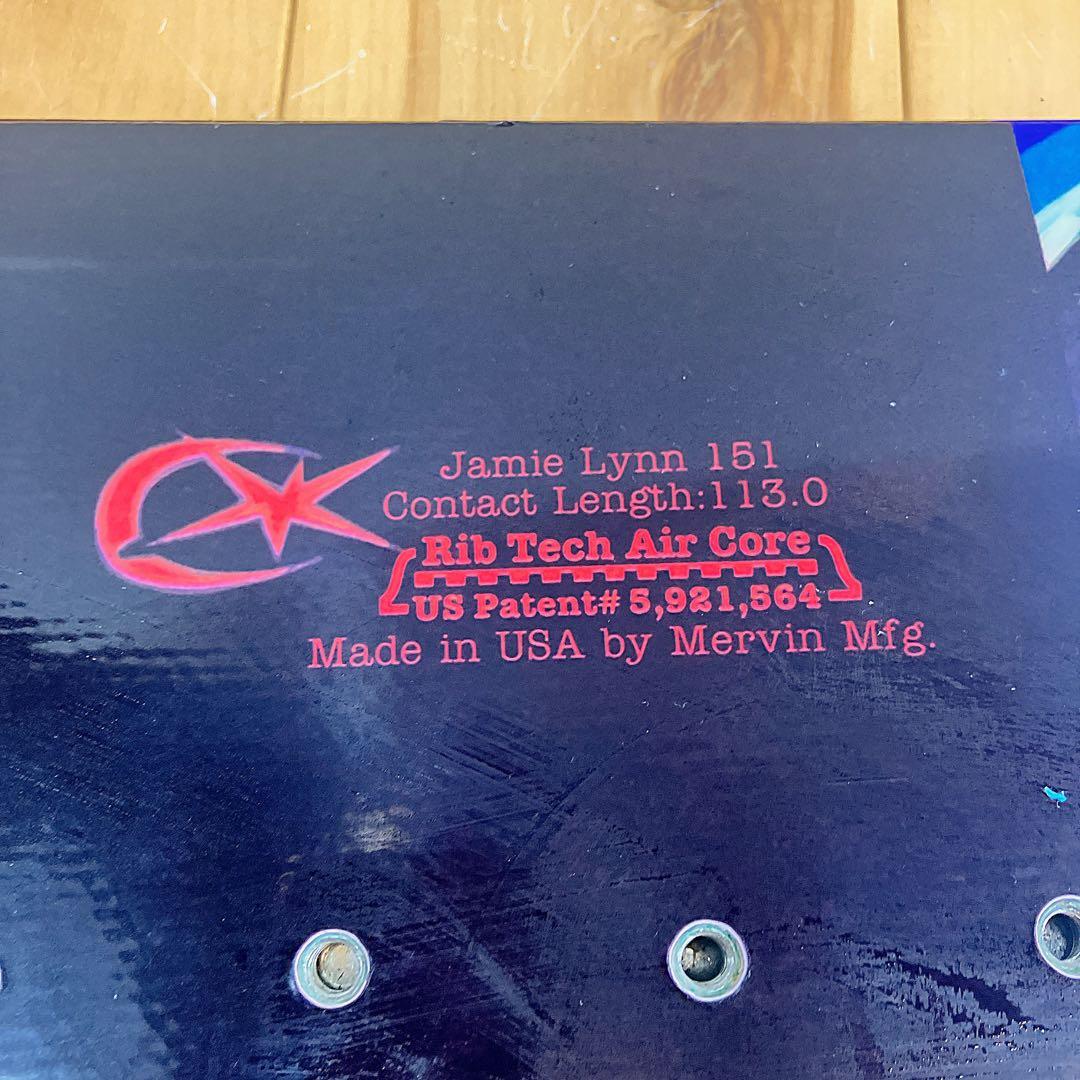 Jamie Lynn 151
Contact Length:113.0
Rib Tech Air Core
US Patent# 5,921,564
Made in USA by Mervin Mfg.